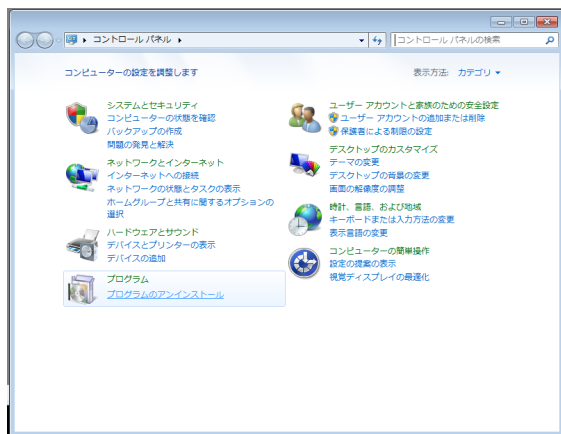 コントロール パネル
コントロール パネルの検索
コンピューターの設定を調整します
表示方法: カテゴリ
システムとセキュリティ
コンピューターの状態を確認
バックアップの作成
問題の発見と解決
ネットワークとインターネット
インターネットへの接続
ネットワークの状態とタスクの表示
ホームグループと共有に関するオプションの
選択
ハードウェアとサウンド
デバイスとプリンターの表示
デバイスの追加
プログラム
プログラムのアンインストール
ユーザー アカウントと家族のための安全設定
ユーザー アカウントの追加または削除
保護者による制限の設定
デスクトップのカスタマイズ
テーマの変更
デスクトップの背景の変更
画面の解像度の調整
時計、言語、および地域
キーボードまたは入力方法の変更
表示言語の変更
コンピューターの簡単操作
設定の提案の表示
視覚ディスプレイの最適化